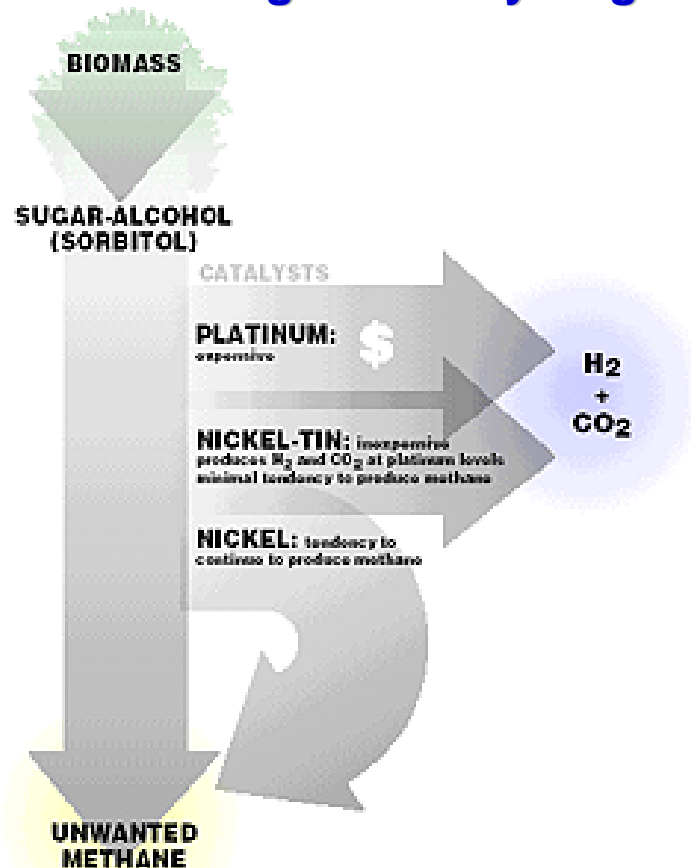 BIOMASS
SUGAR-ALCOHOL
(SORBITOL)
CATALYSTS
PLATINUM: $
expensive
H2
+
CO2
NICKEL-TIN: inexpensive
produces H2 and CO2 at platinum levels
minimal tendency to produce methane
NICKEL: tendency to
continue to produce methane
UNWANTED
METHANE